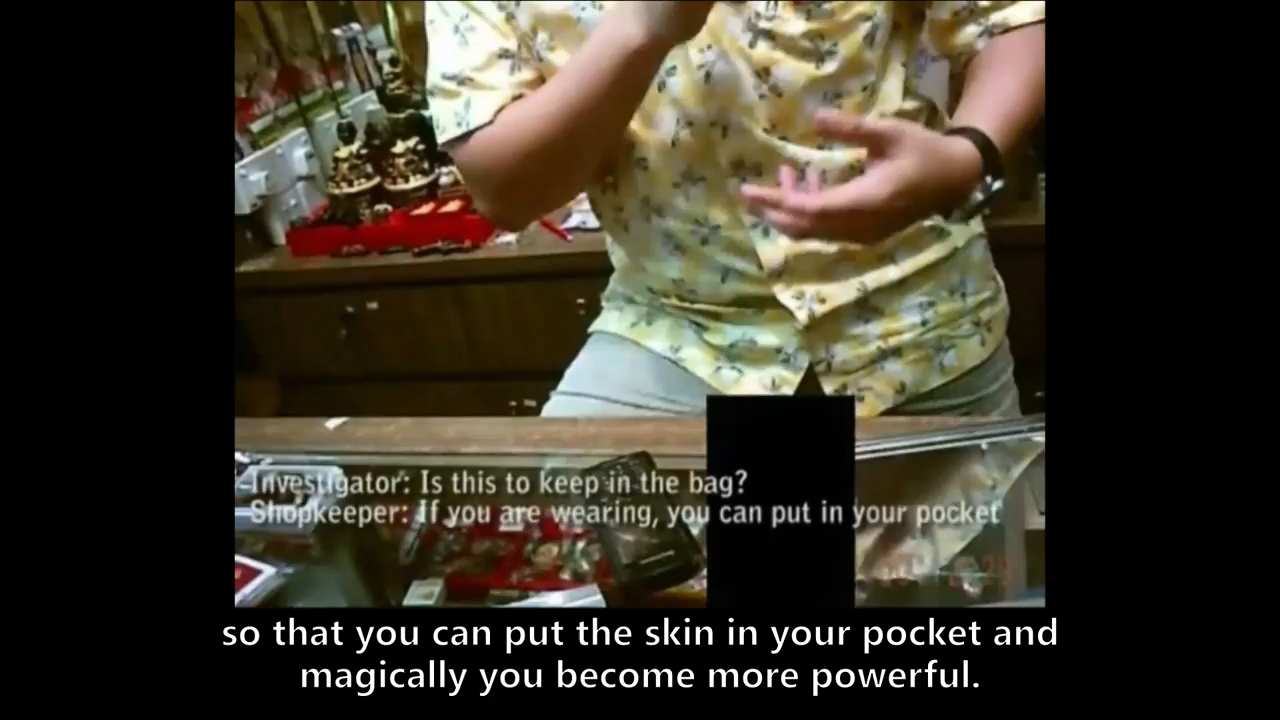 Investigator: Is this to keep in the bag?
Shopkeeper: If you are wearing, you can put in your pocket
so that you can put the skin in your pocket and
magically you become more powerful.